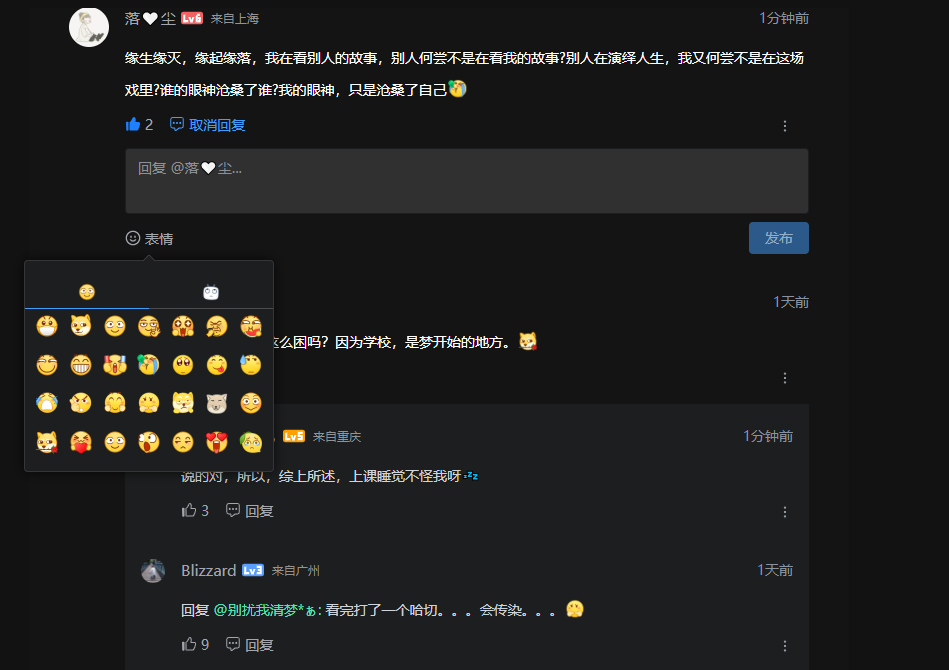 落🤍尘 Lv6 来自上海 1分钟前
缘生缘灭，缘起缘落，我在看别人的故事，别人何尝不是在看我的故事?别人在演绎人生，我又何尝不是在这场
戏里?谁的眼神沧桑了谁?我的眼神，只是沧桑了自己
2 取消回复
回复 @落🤍尘...
表情 发布
1天前
这么困吗？因为学校，是梦开始的地方。
Lv5 来自重庆 1分钟前
说的对，所以，综上所述，上课睡觉不怪我呀💤
3 回复
Blizzard Lv3 来自广州 1天前
回复 @别扰我清梦*ぁ: 看完打了一个哈切。。。会传染。。。
9 回复